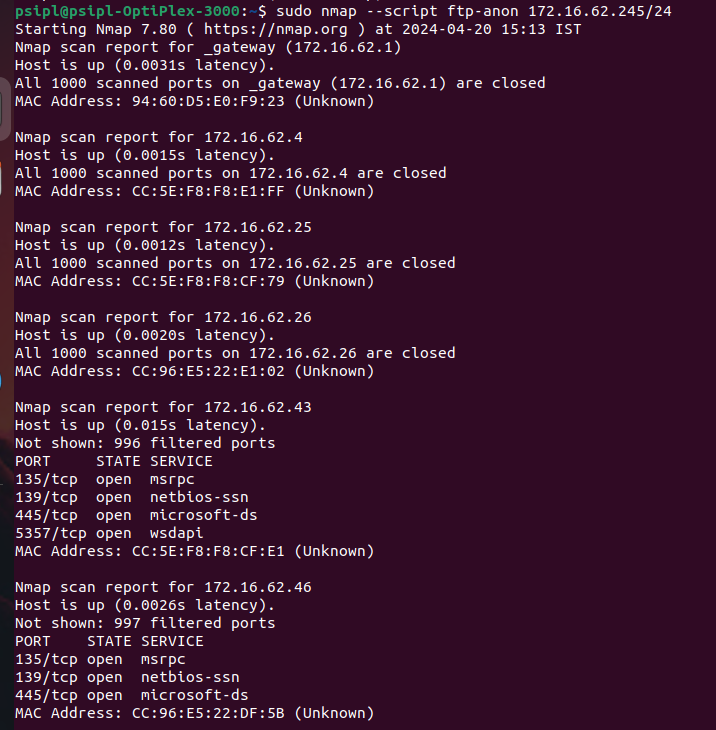 psipl@psipl-OptiPlex-3000:~$ sudo nmap --script ftp-anon 172.16.62.245/24
Starting Nmap 7.80 ( https://nmap.org ) at 2024-04-20 15:13 IST
Nmap scan report for _gateway (172.16.62.1)
Host is up (0.0031s latency).
All 1000 scanned ports on _gateway (172.16.62.1) are closed
MAC Address: 94:60:D5:E0:F9:23 (Unknown)

Nmap scan report for 172.16.62.4
Host is up (0.0015s latency).
All 1000 scanned ports on 172.16.62.4 are closed
MAC Address: CC:5E:F8:F8:E1:FF (Unknown)

Nmap scan report for 172.16.62.25
Host is up (0.0012s latency).
All 1000 scanned ports on 172.16.62.25 are closed
MAC Address: CC:5E:F8:F8:CF:79 (Unknown)

Nmap scan report for 172.16.62.26
Host is up (0.0020s latency).
All 1000 scanned ports on 172.16.62.26 are closed
MAC Address: CC:96:E5:22:E1:02 (Unknown)

Nmap scan report for 172.16.62.43
Host is up (0.015s latency).
Not shown: 996 filtered ports
PORT     STATE SERVICE
135/tcp  open  msrpc
139/tcp  open  netbios-ssn
445/tcp  open  microsoft-ds
5357/tcp open  wsdapi
MAC Address: CC:5E:F8:F8:CF:E1 (Unknown)

Nmap scan report for 172.16.62.46
Host is up (0.0026s latency).
Not shown: 997 filtered ports
PORT    STATE SERVICE
135/tcp open  msrpc
139/tcp open  netbios-ssn
445/tcp open  microsoft-ds
MAC Address: CC:96:E5:22:DF:5B (Unknown)